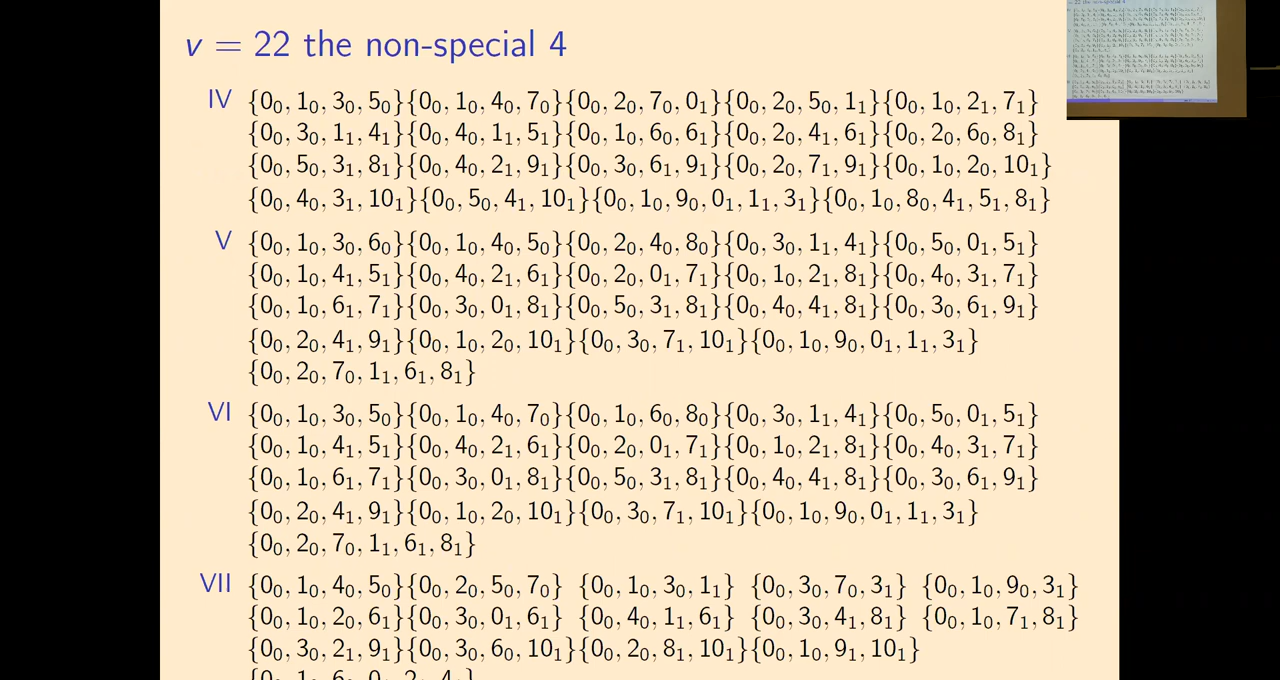 v = 22 the non-special 4
IV {0₀, 1₀, 3₀, 5₀}{0₀, 1₀, 4₀, 7₀}{0₀, 2₀, 7₀, 0₁}{0₀, 2₀, 5₀, 1₁}{0₀, 1₀, 2₁, 7₁}
{0₀, 3₀, 1₁, 4₁}{0₀, 4₀, 1₁, 5₁}{0₀, 1₀, 6₀, 6₁}{0₀, 2₀, 4₁, 6₁}{0₀, 2₀, 6₀, 8₁}
{0₀, 5₀, 3₁, 8₁}{0₀, 4₀, 2₁, 9₁}{0₀, 3₀, 6₁, 9₁}{0₀, 2₀, 7₁, 9₁}{0₀, 1₀, 2₀, 10₁}
{0₀, 4₀, 3₁, 10₁}{0₀, 5₀, 4₁, 10₁}{0₀, 1₀, 9₀, 0₁, 1₁, 3₁}{0₀, 1₀, 8₀, 4₁, 5₁, 8₁}
V {0₀, 1₀, 3₀, 6₀}{0₀, 1₀, 4₀, 5₀}{0₀, 2₀, 4₀, 8₀}{0₀, 3₀, 1₁, 4₁}{0₀, 5₀, 0₁, 5₁}
{0₀, 1₀, 4₁, 5₁}{0₀, 4₀, 2₁, 6₁}{0₀, 2₀, 0₁, 7₁}{0₀, 1₀, 2₁, 8₁}{0₀, 4₀, 3₁, 7₁}
{0₀, 1₀, 6₁, 7₁}{0₀, 3₀, 0₁, 8₁}{0₀, 5₀, 3₁, 8₁}{0₀, 4₀, 4₁, 8₁}{0₀, 3₀, 6₁, 9₁}
{0₀, 2₀, 4₁, 9₁}{0₀, 1₀, 2₀, 10₁}{0₀, 3₀, 7₁, 10₁}{0₀, 1₀, 9₀, 0₁, 1₁, 3₁}
{0₀, 2₀, 7₀, 1₁, 6₁, 8₁}
VI {0₀, 1₀, 3₀, 5₀}{0₀, 1₀, 4₀, 7₀}{0₀, 1₀, 6₀, 8₀}{0₀, 3₀, 1₁, 4₁}{0₀, 5₀, 0₁, 5₁}
{0₀, 1₀, 4₁, 5₁}{0₀, 4₀, 2₁, 6₁}{0₀, 2₀, 0₁, 7₁}{0₀, 1₀, 2₁, 8₁}{0₀, 4₀, 3₁, 7₁}
{0₀, 1₀, 6₁, 7₁}{0₀, 3₀, 0₁, 8₁}{0₀, 5₀, 3₁, 8₁}{0₀, 4₀, 4₁, 8₁}{0₀, 3₀, 6₁, 9₁}
{0₀, 2₀, 4₁, 9₁}{0₀, 1₀, 2₀, 10₁}{0₀, 3₀, 7₁, 10₁}{0₀, 1₀, 9₀, 0₁, 1₁, 3₁}
{0₀, 2₀, 7₀, 1₁, 6₁, 8₁}
VII {0₀, 1₀, 4₀, 5₀}{0₀, 2₀, 5₀, 7₀} {0₀, 1₀, 3₀, 1₁} {0₀, 3₀, 7₀, 3₁} {0₀, 1₀, 9₀, 3₁}
{0₀, 1₀, 2₀, 6₁}{0₀, 3₀, 0₁, 6₁} {0₀, 4₀, 1₁, 6₁} {0₀, 3₀, 4₁, 8₁} {0₀, 1₀, 7₁, 8₁}
{0₀, 3₀, 2₁, 9₁}{0₀, 3₀, 6₀, 10₁}{0₀, 2₀, 8₁, 10₁}{0₀, 1₀, 9₁, 10₁}